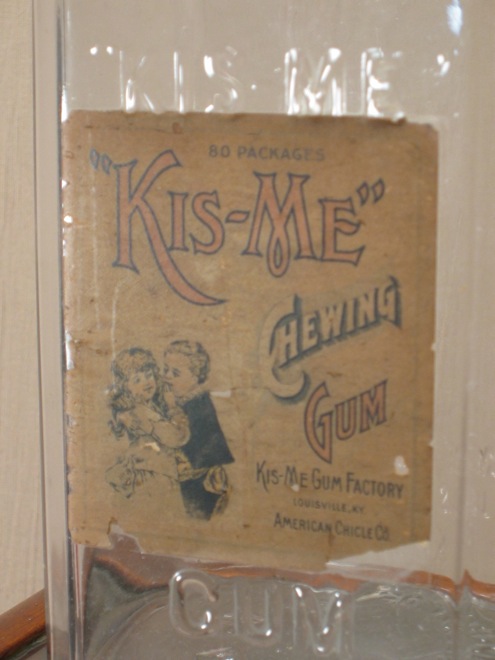 KIS-ME
80 PACKAGES
"KIS-ME"
CHEWING
GUM
KIS-ME GUM FACTORY
LOUISVILLE, KY.
AMERICAN CHICLE CO.
GUM